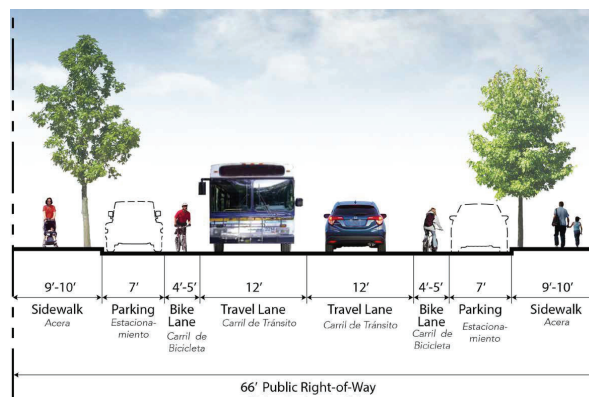 9'-10'
7'
4'-5'
12'
12'
4'-5'
7'
9'-10'
Sidewalk
Acera
Parking
Estaciona-
miento
Bike
Lane
Carril de
Bicicleta
Travel Lane
Carril de Tránsito
Travel Lane
Carril de Tránsito
Bike
Lane
Carril de
Bicicleta
Parking
Estaciona-
miento
Sidewalk
Acera
66' Public Right-of-Way